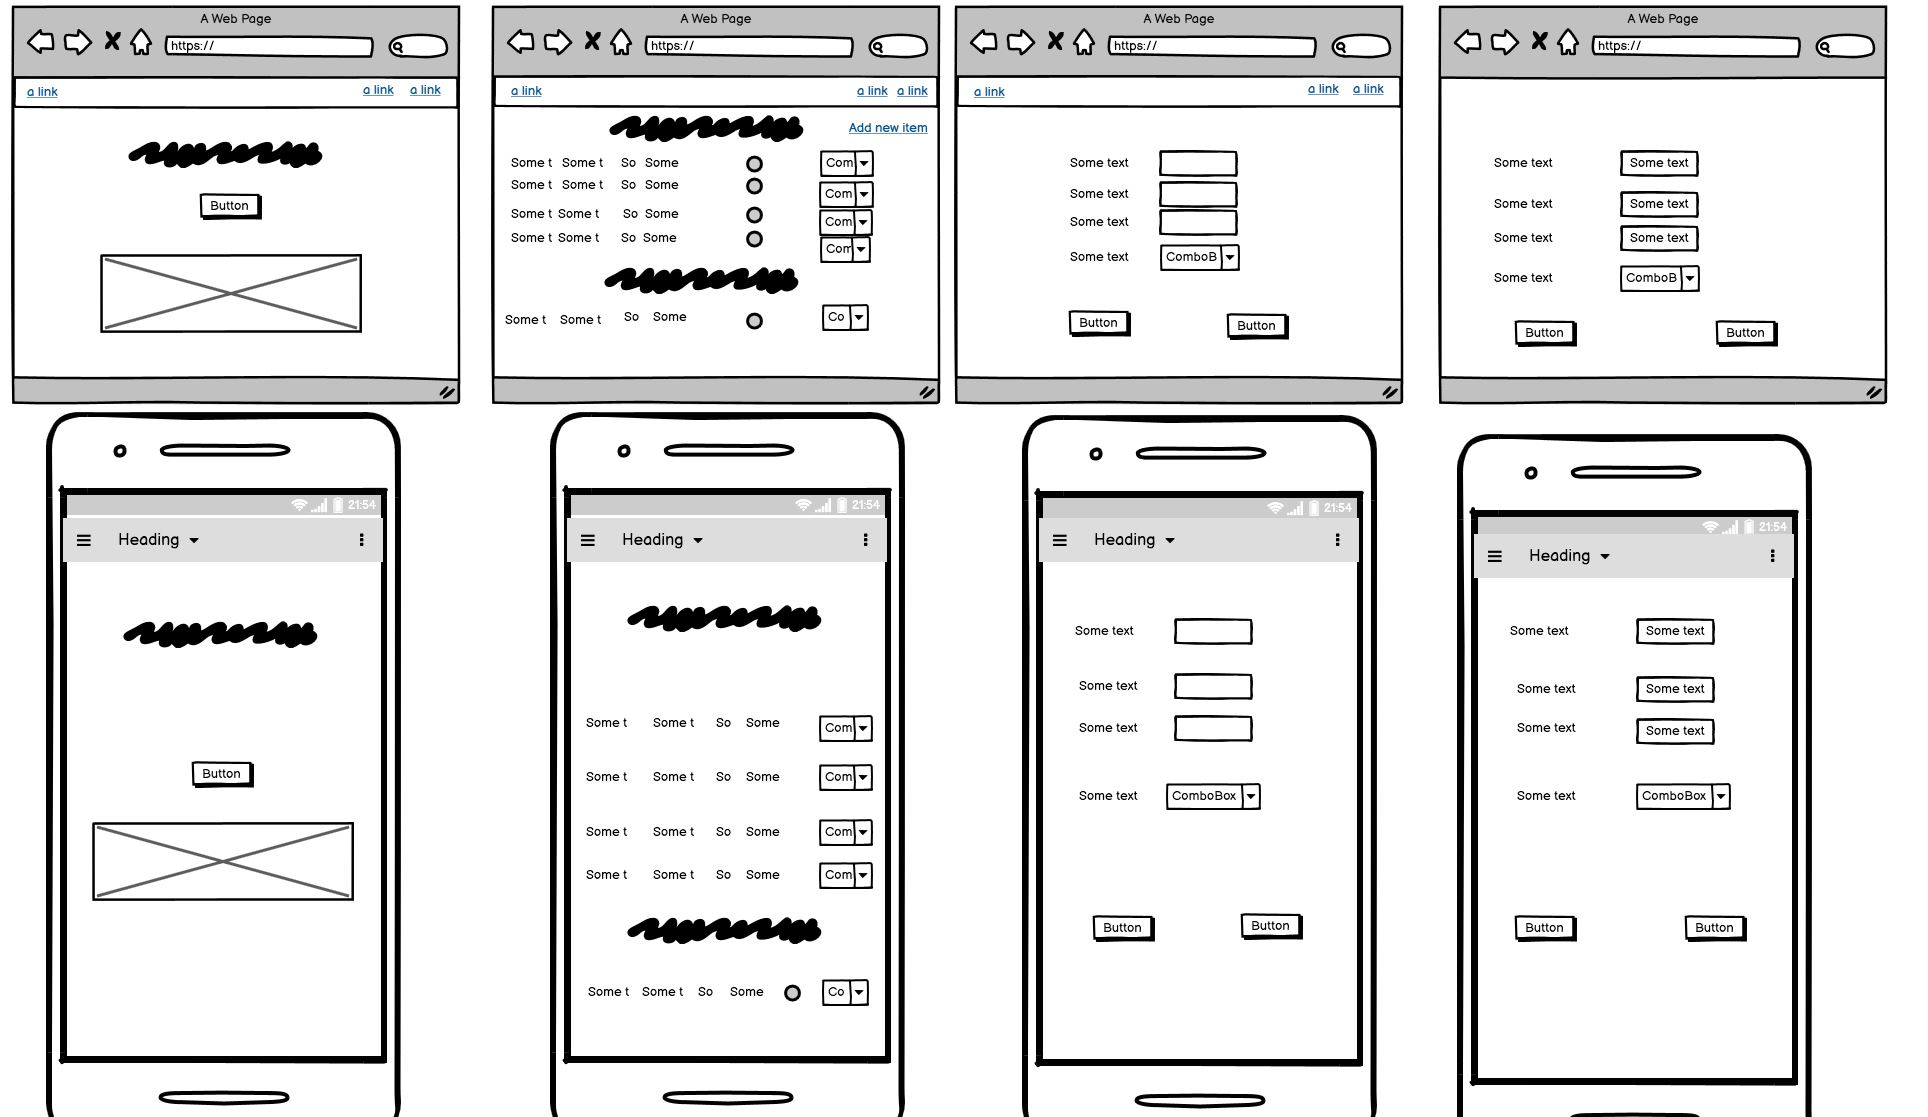 A Web Page
https://
a link a link a link
Button
A Web Page
https://
a link a link a link
Add new item
Some t Some t So Some Com
Some t Some t So Some Com
Some t Some t So Some Com
Some t Some t So Some Com
Some t Some t So Some Co
A Web Page
https://
a link a link a link
Some text
Some text
Some text
Some text ComboB
Button Button
A Web Page
https://
Some text Some text
Some text Some text
Some text Some text
Some text ComboB
Button Button
21:54
Heading
Button
21:54
Heading
Some t Some t So Some Com
Some t Some t So Some Com
Some t Some t So Some Com
Some t Some t So Some Com
Some t Some t So Some Co
21:54
Heading
Some text
Some text
Some text
Some text ComboBox
Button Button
21:54
Heading
Some text Some text
Some text Some text
Some text Some text
Some text ComboBox
Button Button